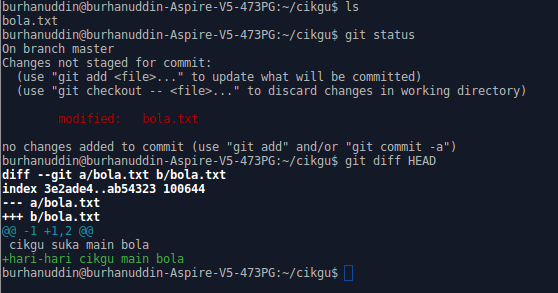 burhanuddin@burhanuddin-Aspire-V5-473PG:~/cikgu$ ls
bola.txt
burhanuddin@burhanuddin-Aspire-V5-473PG:~/cikgu$ git status
On branch master
Changes not staged for commit:
  (use "git add <file>..." to update what will be committed)
  (use "git checkout -- <file>..." to discard changes in working directory)
        modified:   bola.txt
no changes added to commit (use "git add" and/or "git commit -a")
burhanuddin@burhanuddin-Aspire-V5-473PG:~/cikgu$ git diff HEAD
diff --git a/bola.txt b/bola.txt
index 3e2ade4..ab54323 100644
--- a/bola.txt
+++ b/bola.txt
@@ -1 +1,2 @@
 cikgu suka main bola
+hari-hari cikgu main bola
burhanuddin@burhanuddin-Aspire-V5-473PG:~/cikgu$